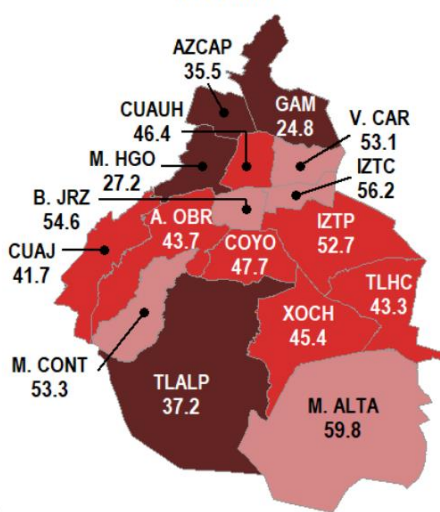 AZCAP
35.5
GAM
24.8
CUAUH
46.4
V. CAR
53.1
M. HGO
27.2
IZTC
56.2
B. JRZ
54.6
A. OBR
43.7
IZTP
52.7
COYO
47.7
CUAJ
41.7
TLHC
43.3
XOCH
45.4
M. CONT
53.3
TLALP
37.2
M. ALTA
59.8